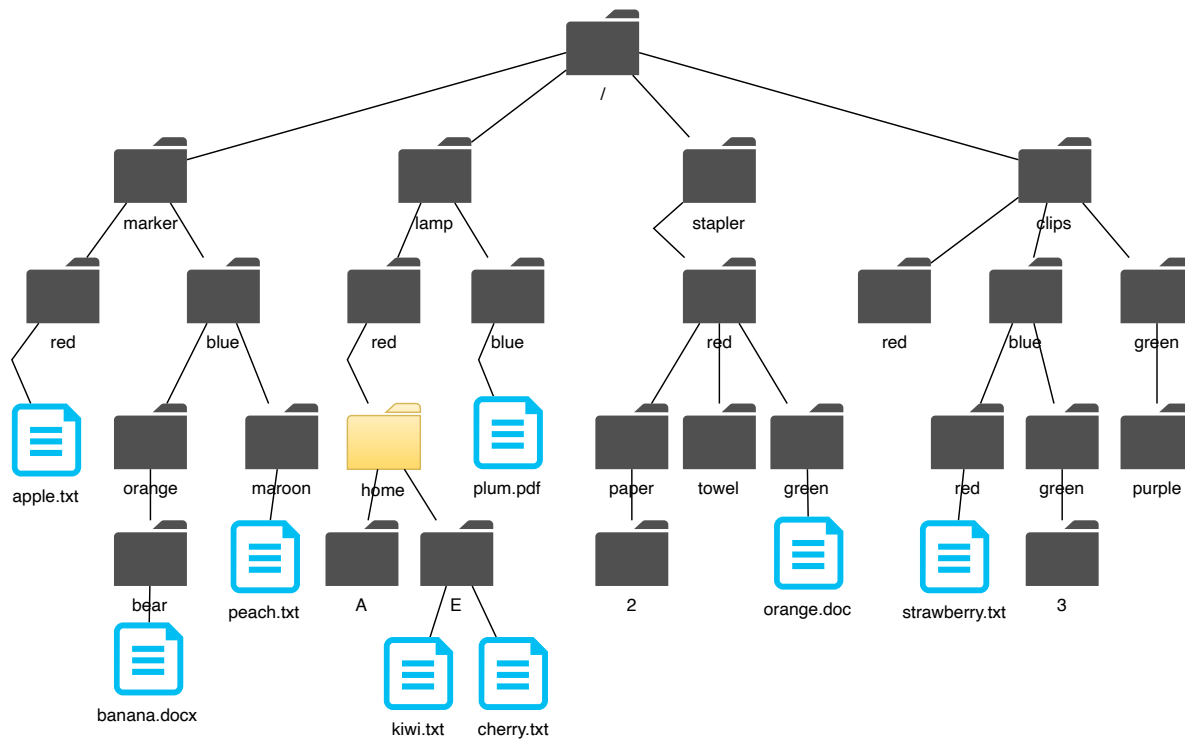 /
marker
lamp
stapler
clips
red
blue
red
blue
red
red
blue
green
apple.txt
orange
maroon
home
plum.pdf
paper
towel
green
red
green
purple
bear
peach.txt
A
E
2
orange.doc
strawberry.txt
3
banana.docx
kiwi.txt
cherry.txt